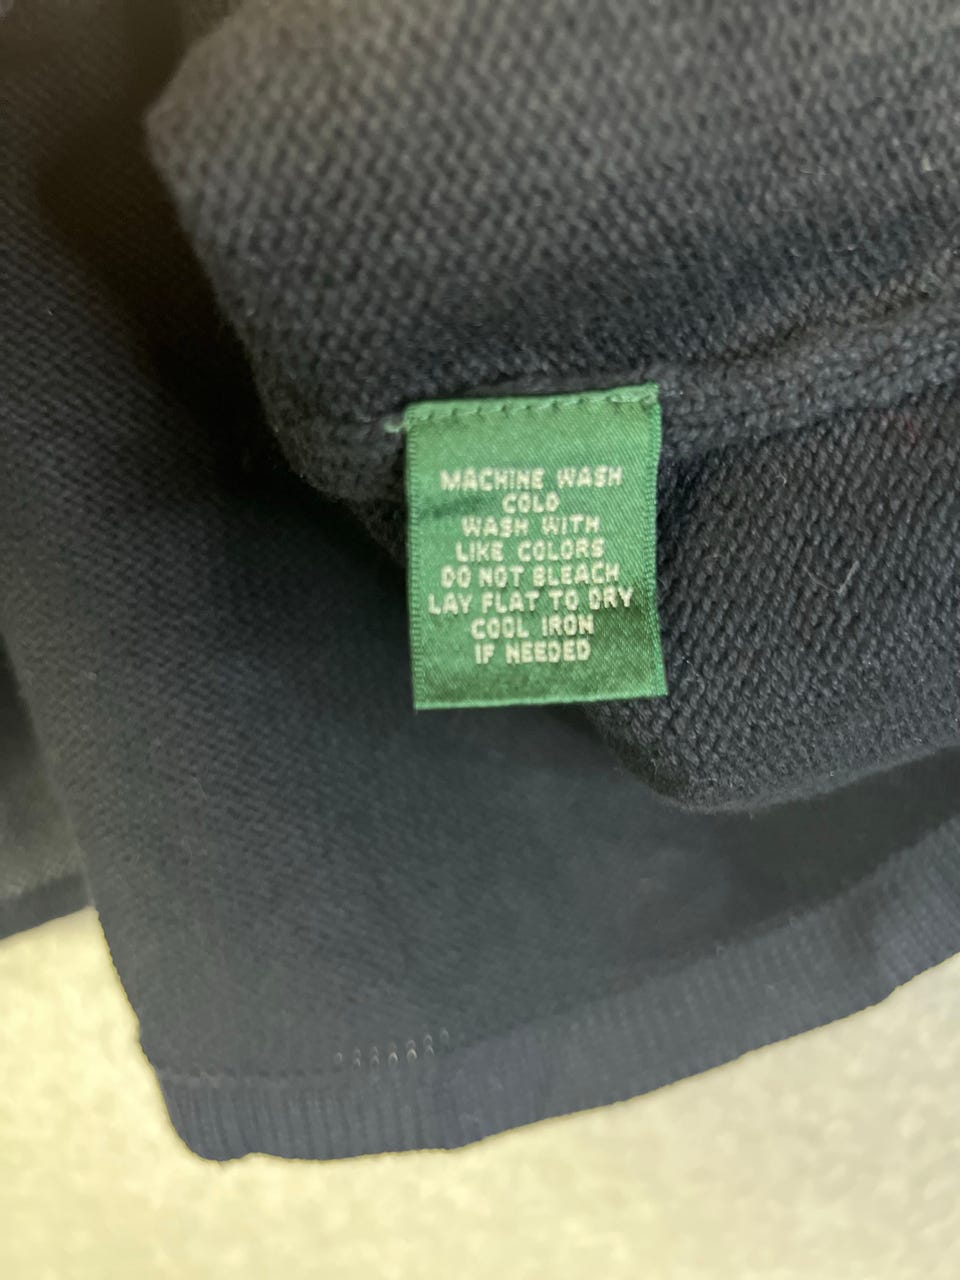 MACHINE WASH
COLD
WASH WITH
LIKE COLORS
DO NOT BLEACH
LAY FLAT TO DRY
COOL IRON
IF NEEDED